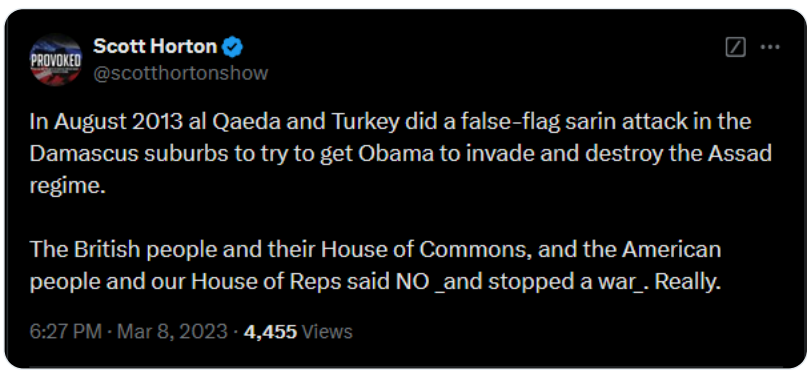 PROVOKED
Scott Horton
@scotthortonshow
In August 2013 al Qaeda and Turkey did a false-flag sarin attack in the
Damascus suburbs to try to get Obama to invade and destroy the Assad
regime.
The British people and their House of Commons, and the American
people and our House of Reps said NO _and stopped a war_. Really.
6:27 PM · Mar 8, 2023 · 4,455 Views